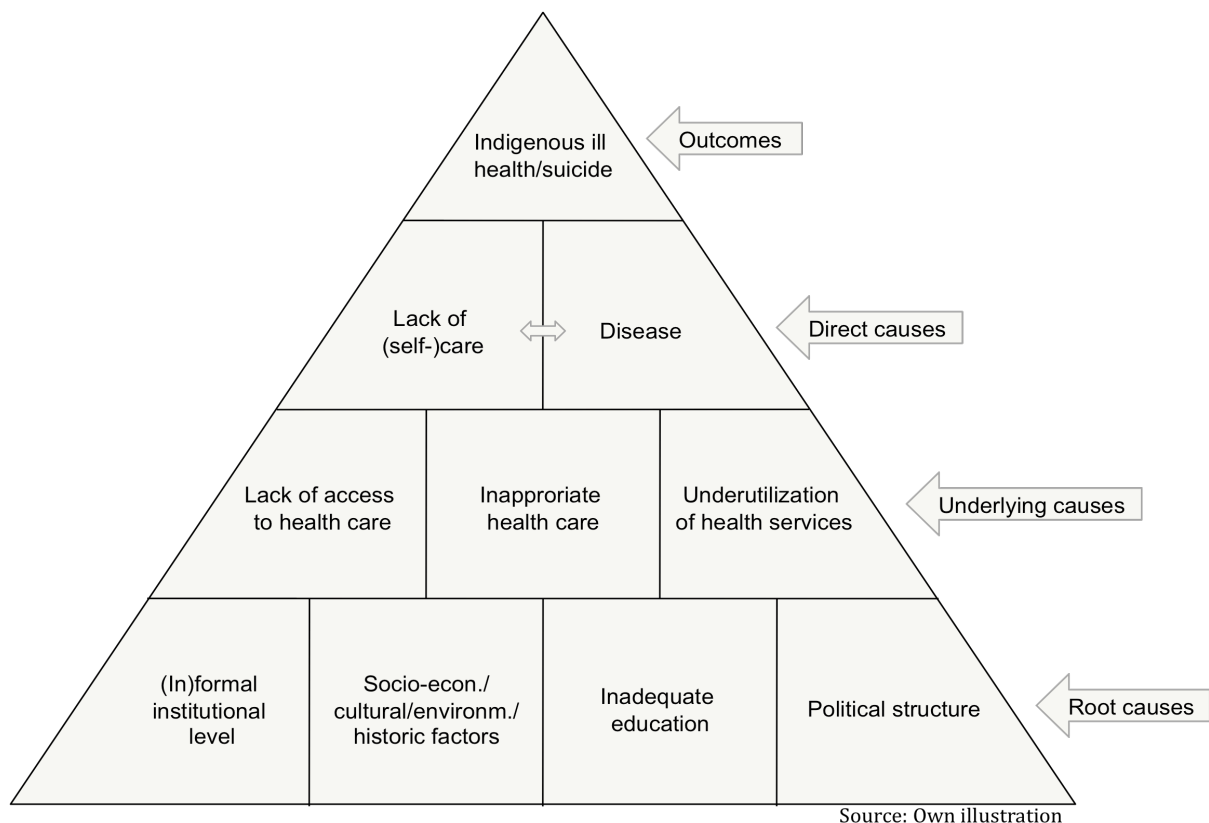 Indigenous ill
health/suicide
Outcomes
Lack of
(self-)care
Disease
Direct causes
Lack of access
to health care
Inapproriate
health care
Underutilization
of health services
Underlying causes
(In)formal
institutional
level
Socio-econ./
cultural/environm./
historic factors
Inadequate
education
Political structure
Root causes
Source: Own illustration